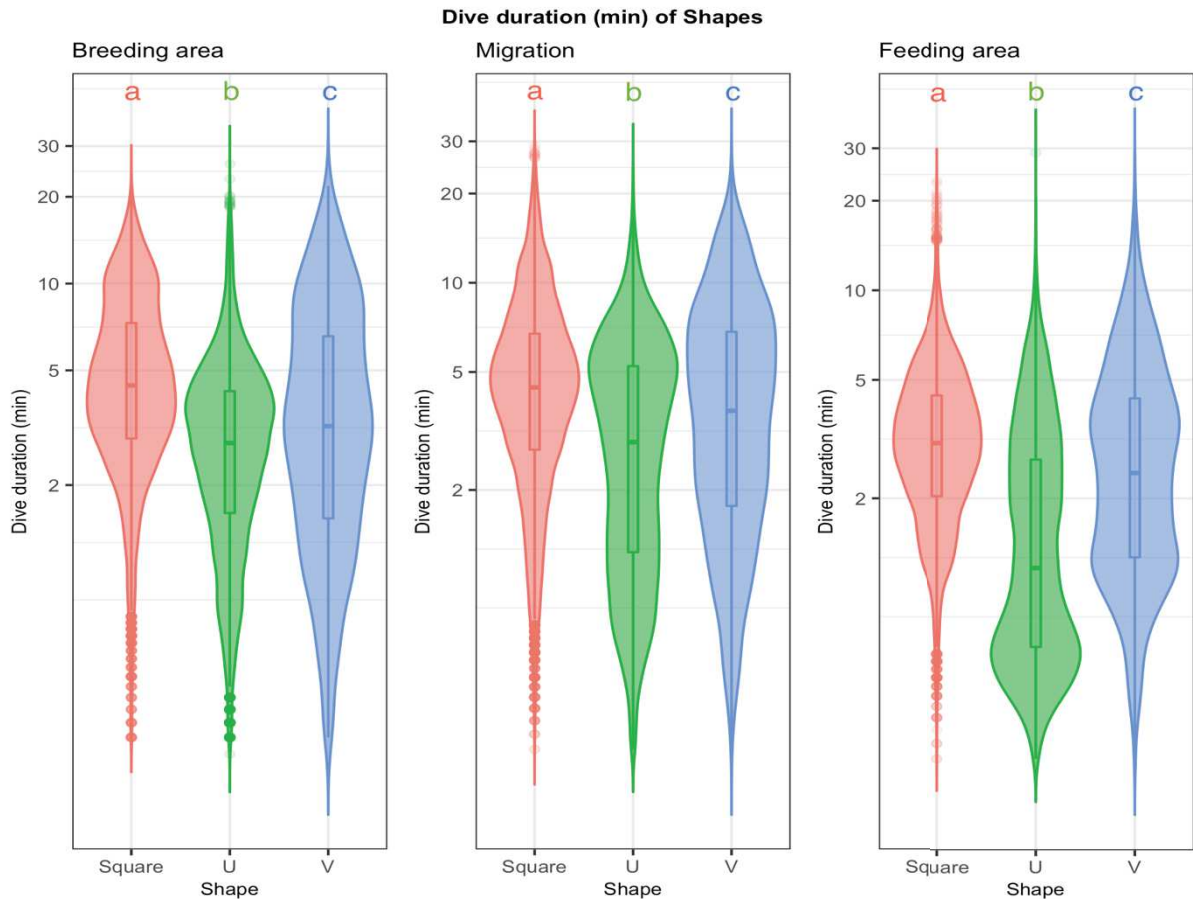 Dive duration (min) of Shapes
Breeding area
a b c
30
20
10
5
2
Dive duration (min)
Square U V
Shape
Migration
a b c
30
20
10
5
2
Dive duration (min)
Square U V
Shape
Feeding area
a b c
30
20
10
5
2
Dive duration (min)
Square U V
Shape